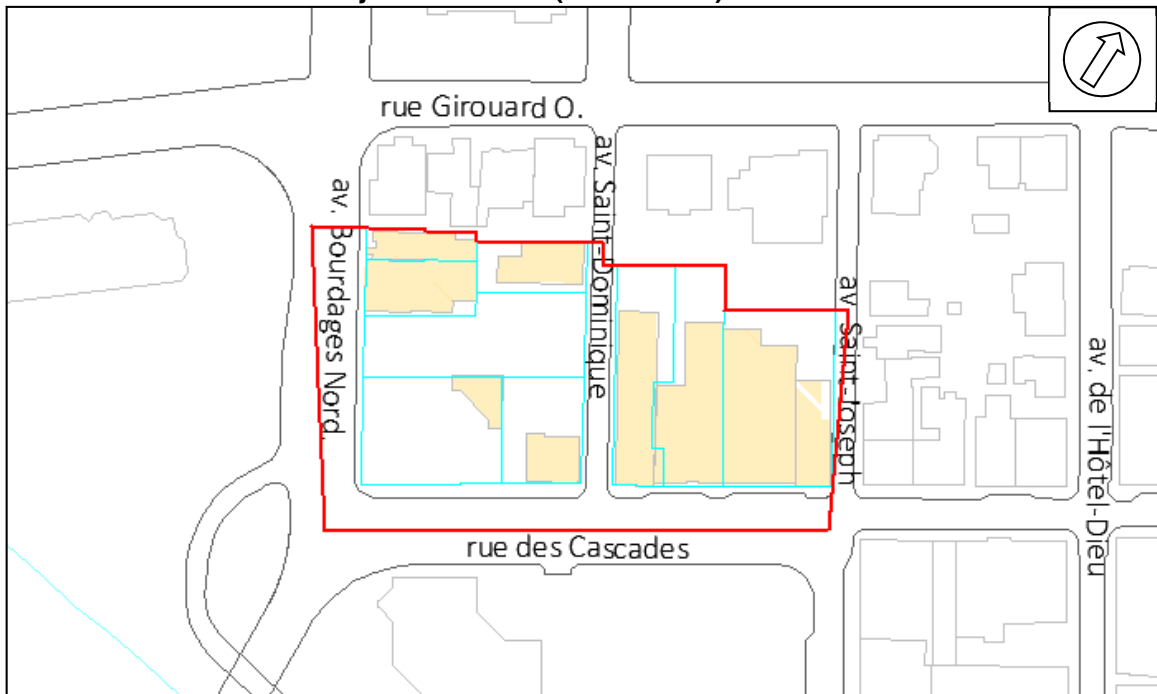 rue Girouard O.
av. Bourdages Nord.
av. Saint-Dominique
av. Saint-Joseph
av. de l'Hôtel-Dieu
rue des Cascades